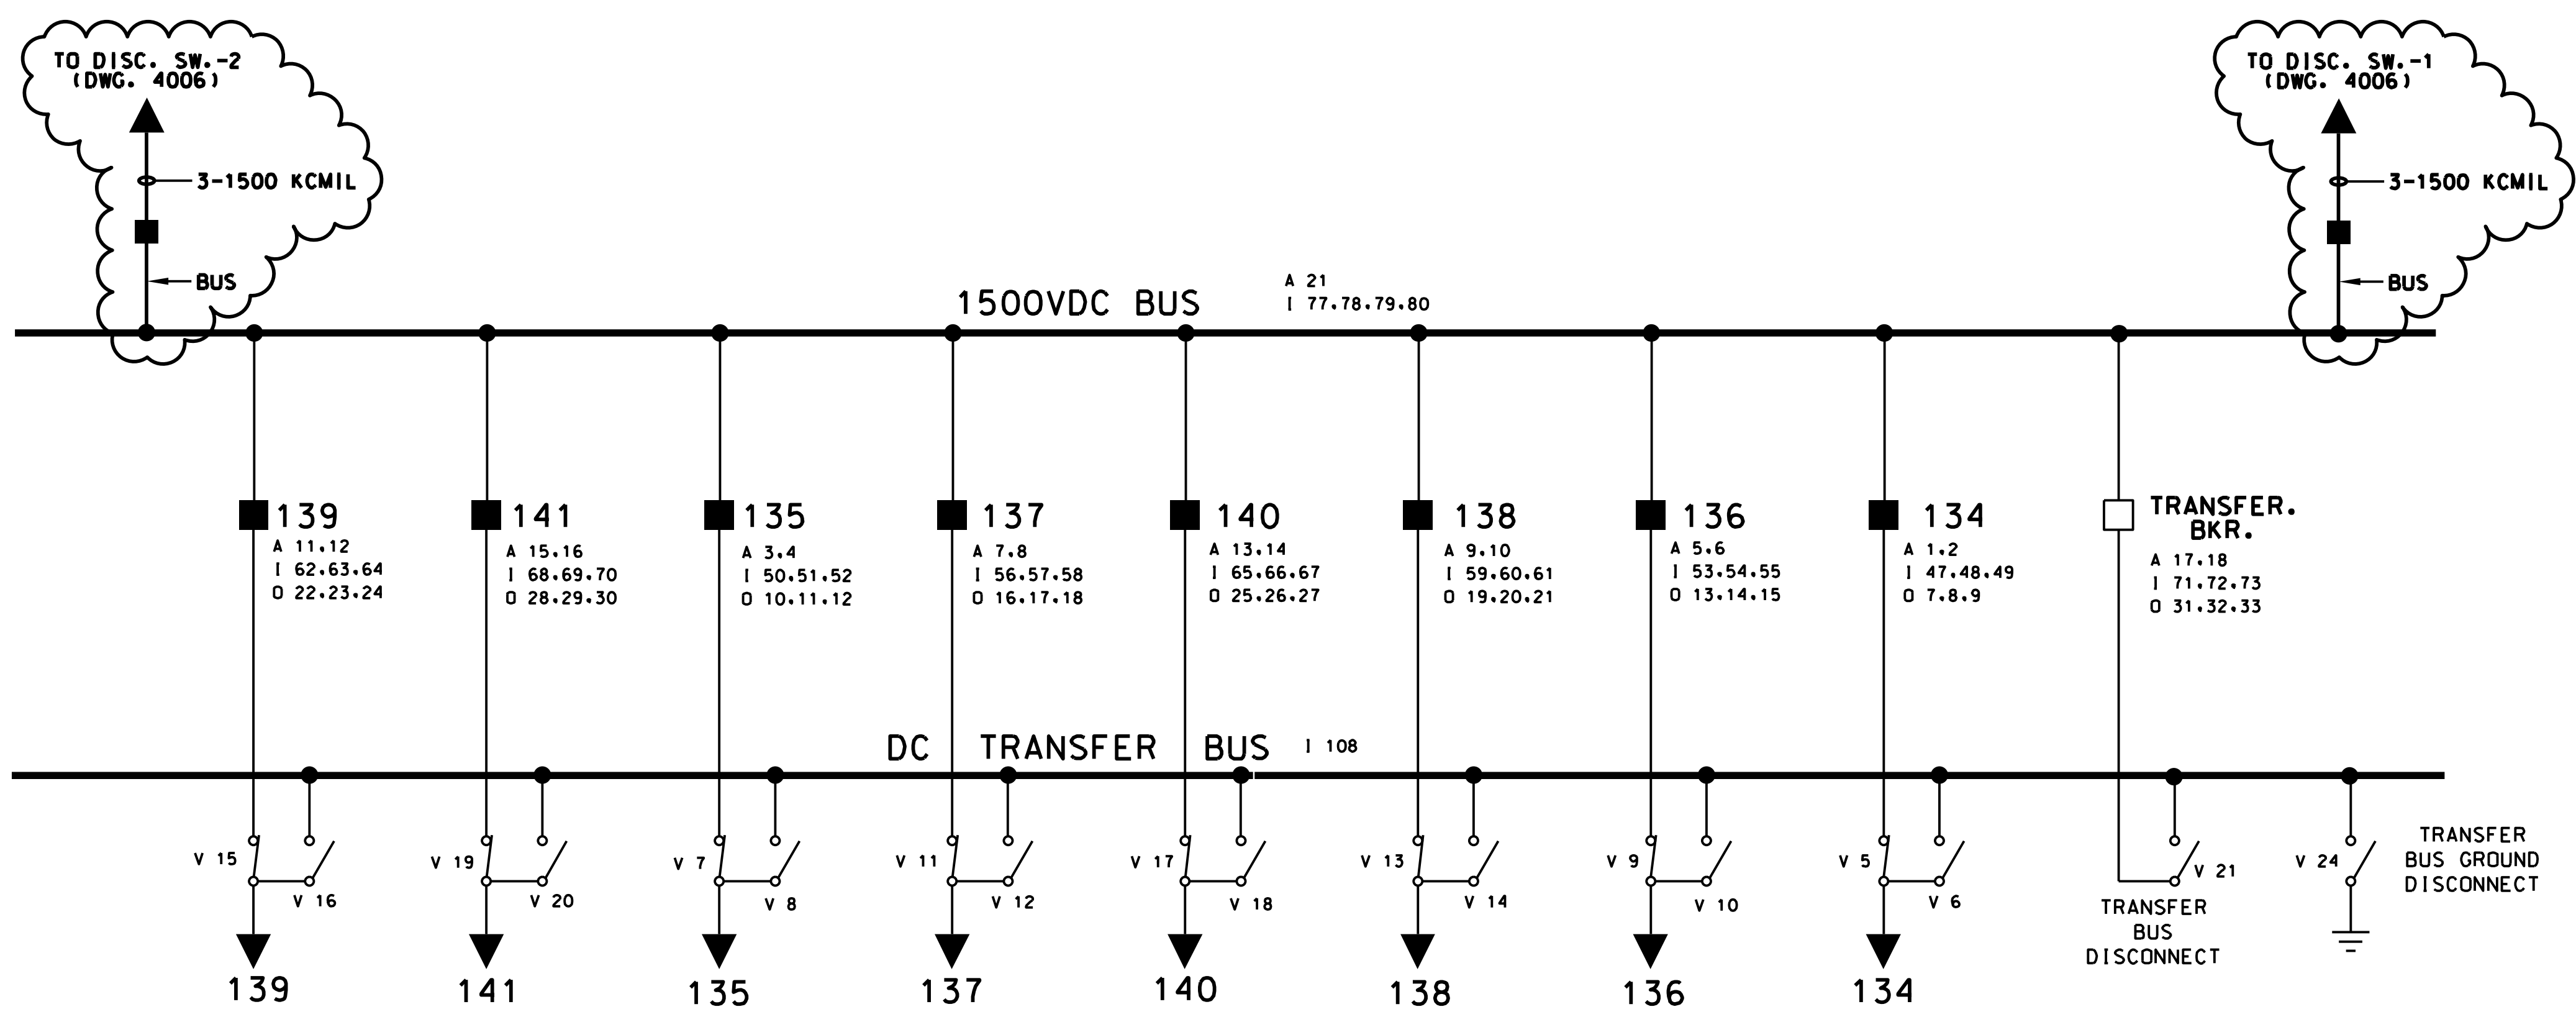 TO DISC. SW.-2
(DWG. 4006)
3-1500 KCMIL
BUS
TO DISC. SW.-1
(DWG. 4006)
3-1500 KCMIL
BUS
1500VDC BUS
A 21
I 77,78,79,80
139
A 11,12
I 62,63,64
O 22,23,24
141
A 15,16
I 68,69,70
O 28,29,30
135
A 3,4
I 50,51,52
O 10,11,12
137
A 7,8
I 56,57,58
O 16,17,18
140
A 13,14
I 65,66,67
O 25,26,27
138
A 9,10
I 59,60,61
O 19,20,21
136
A 5,6
I 53,54,55
O 13,14,15
134
A 1,2
I 47,48,49
O 7,8,9
TRANSFER.
BKR.
A 17,18
I 71,72,73
O 31,32,33
DC TRANSFER BUS I 108
V 15
V 16
V 19
V 20
V 7
V 8
V 11
V 12
V 17
V 18
V 13
V 14
V 9
V 10
V 5
V 6
V 21
TRANSFER
BUS
DISCONNECT
V 24
TRANSFER
BUS GROUND
DISCONNECT
139
141
135
137
140
138
136
134